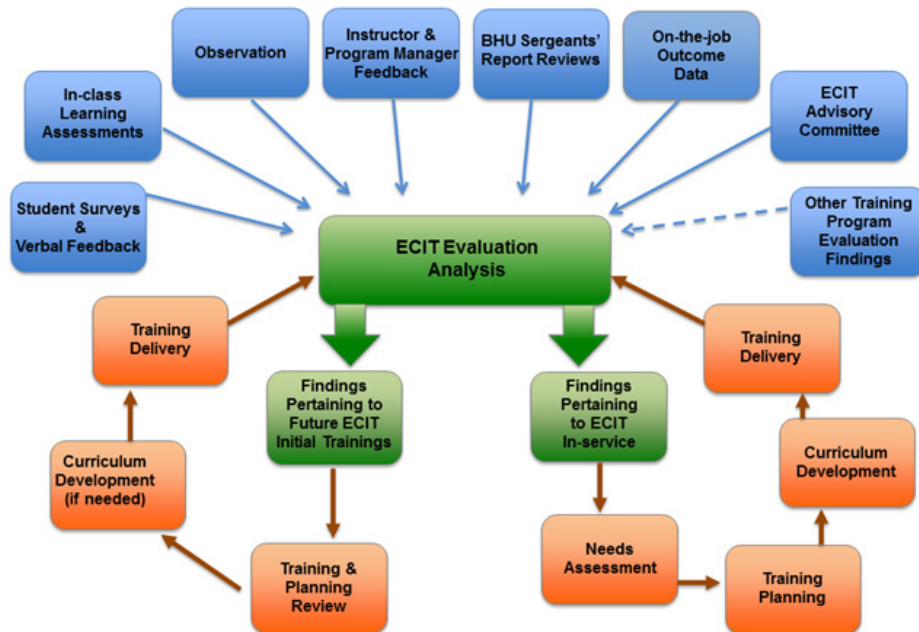 Observation
Instructor &
Program Manager
Feedback
BHU Sergeants'
Report Reviews
On-the-job
Outcome
Data
In-class
Learning
Assessments
ECIT
Advisory
Committee
Student Surveys
&
Verbal Feedback
Other Training
Program
Evaluation
Findings
ECIT Evaluation
Analysis
Training
Delivery
Findings
Pertaining to
Future ECIT
Initial Trainings
Findings
Pertaining
to ECIT
In-service
Training
Delivery
Curriculum
Development
(if needed)
Curriculum
Development
Training &
Planning
Review
Needs
Assessment
Training
Planning